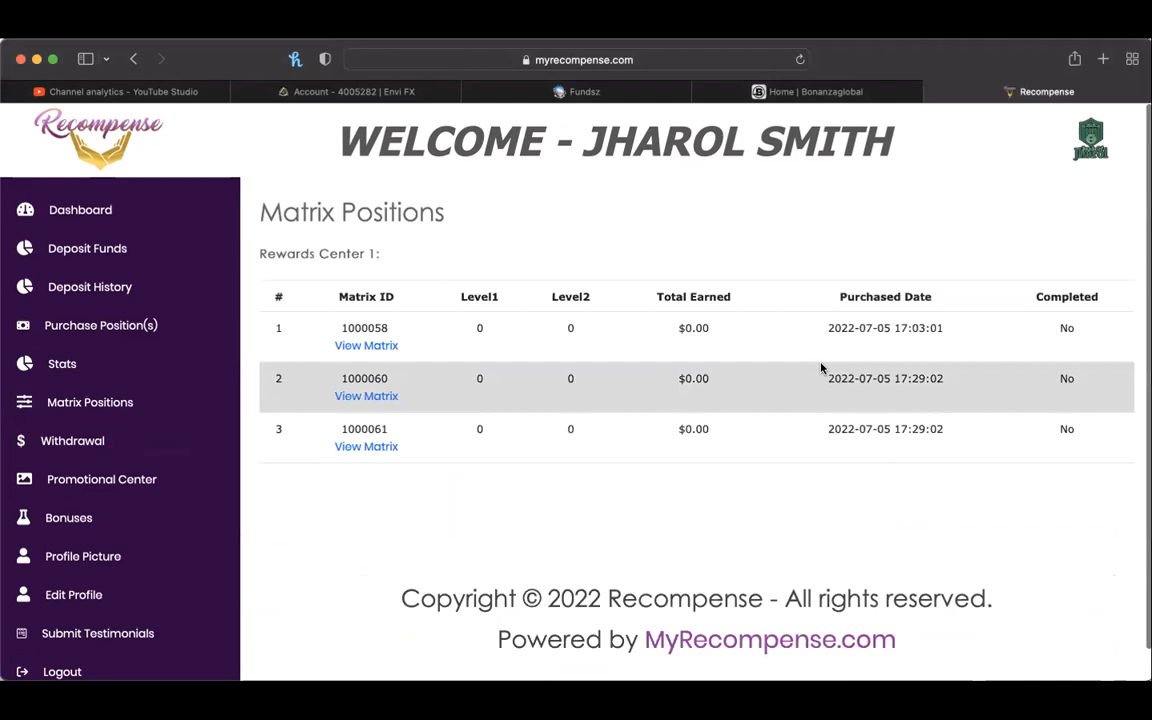 myrecompense.com
Channel analytics - YouTube Studio
Account - 4005282 | Envi FX
Fundsz
Home | Bonanzaglobal
Recompense
Recompense
WELCOME - JHAROL SMITH
Dashboard
Deposit Funds
Deposit History
Purchase Position(s)
Stats
Matrix Positions
Withdrawal
Promotional Center
Bonuses
Profile Picture
Edit Profile
Submit Testimonials
Logout
Matrix Positions
Rewards Center 1:
# Matrix ID Level1 Level2 Total Earned Purchased Date Completed
1 1000058 0 0 $0.00 2022-07-05 17:03:01 No
View Matrix
2 1000060 0 0 $0.00 2022-07-05 17:29:02 No
View Matrix
3 1000061 0 0 $0.00 2022-07-05 17:29:02 No
View Matrix
Copyright © 2022 Recompense - All rights reserved.
Powered by MyRecompense.com